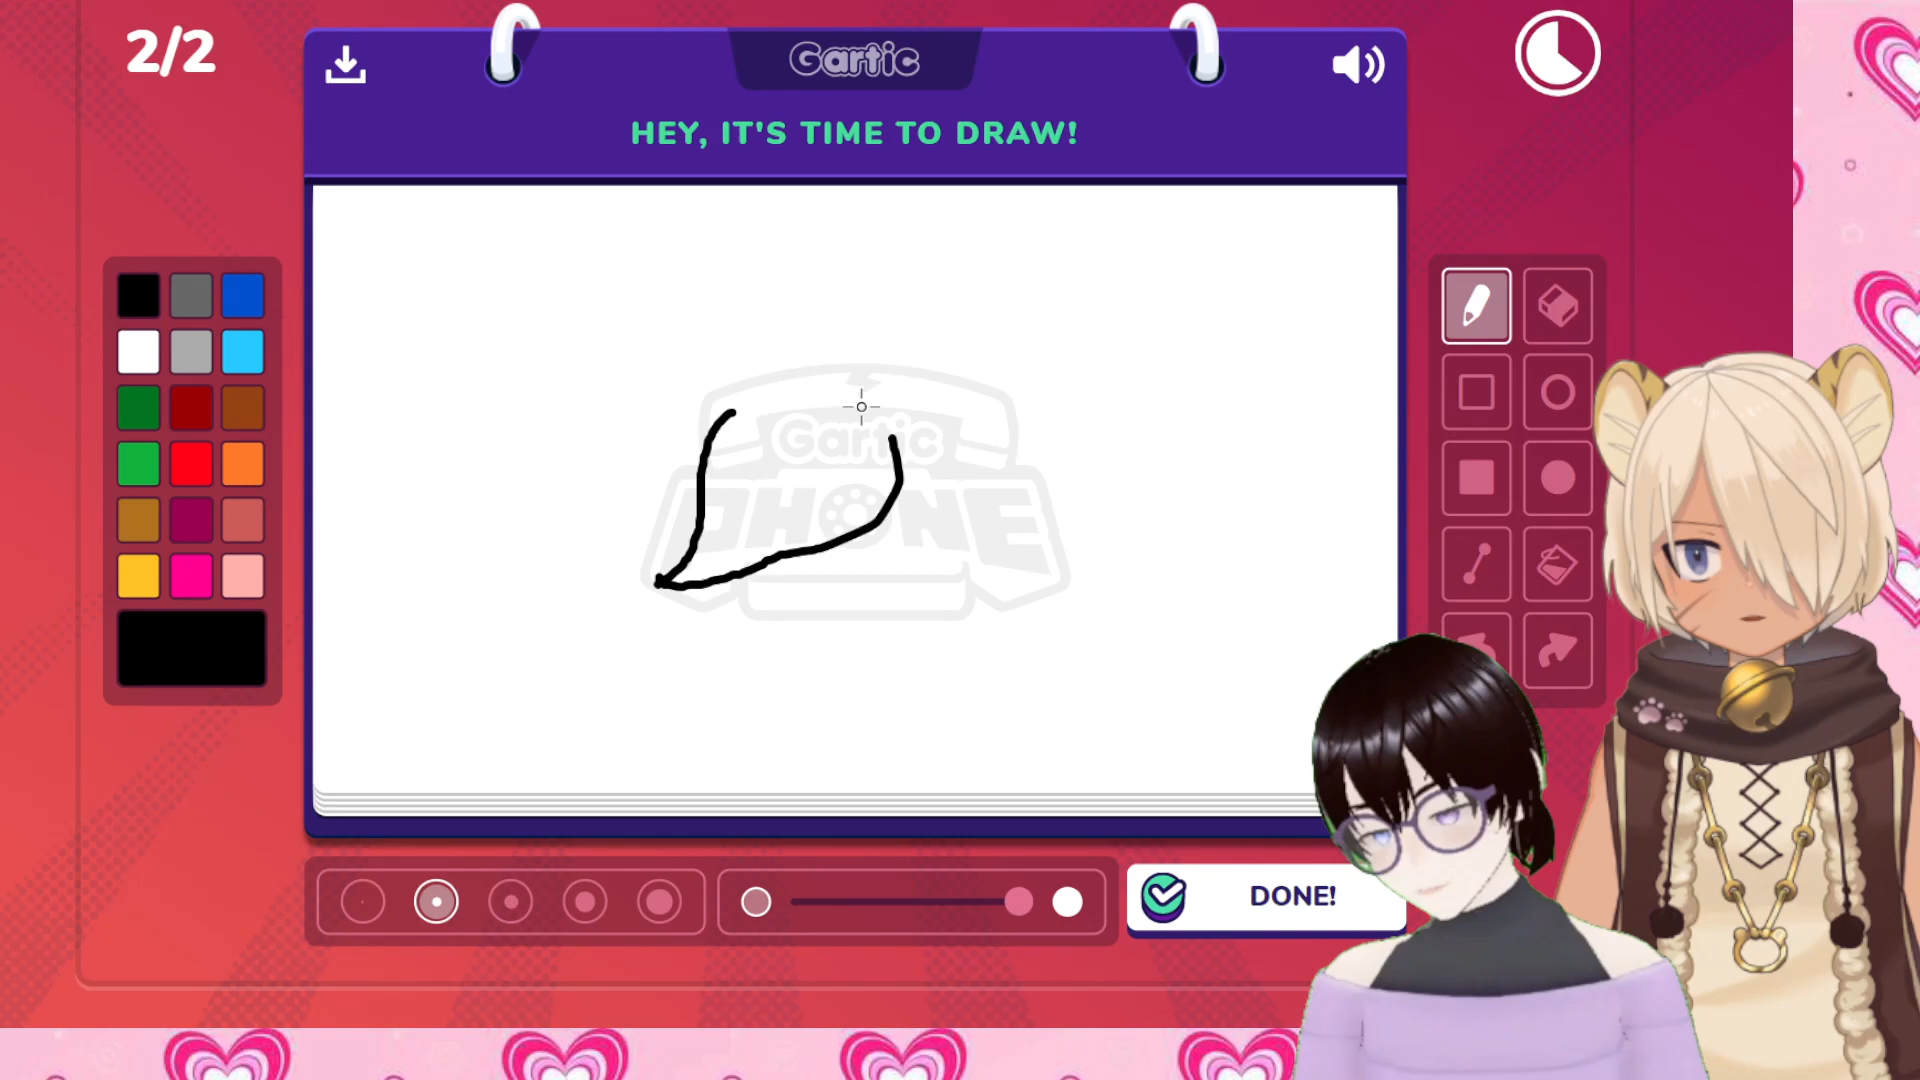 2/2
Gartic
HEY, IT'S TIME TO DRAW!
Gartic
PHONE
DONE!